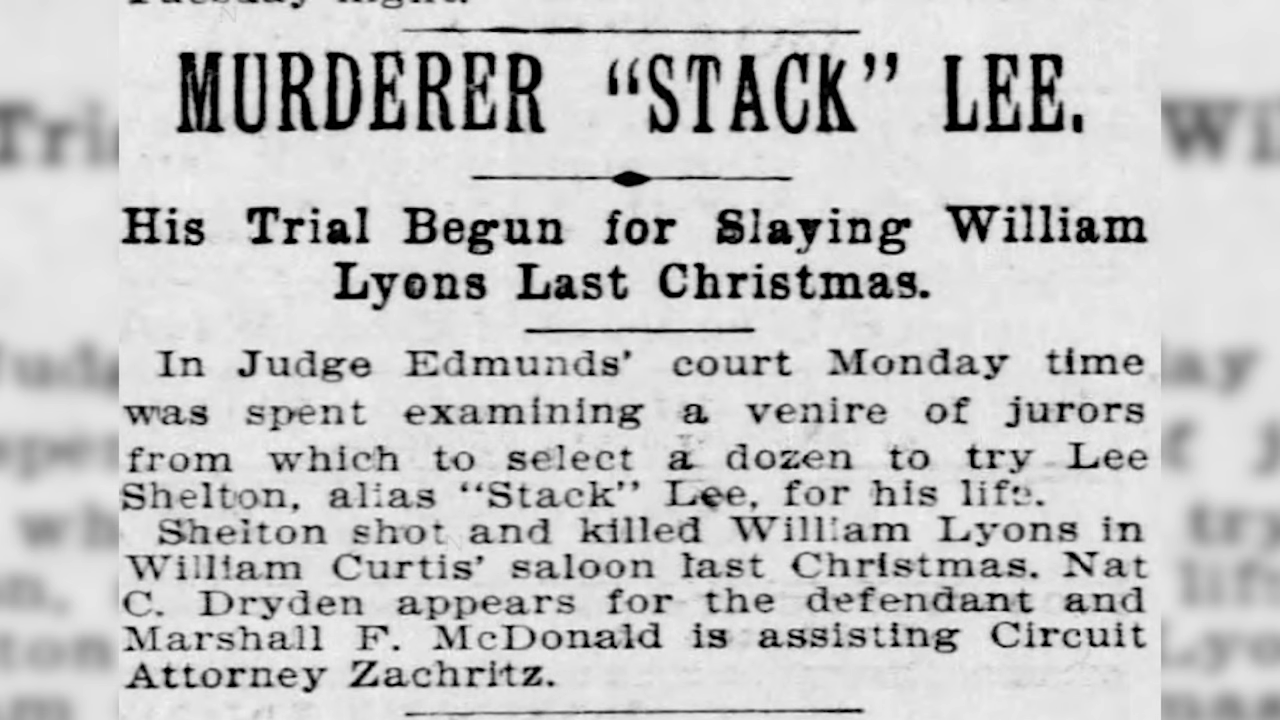 Tuesday night.
MURDERER “STACK” LEE.
His Trial Begun for Slaying William
Lyons Last Christmas.
In Judge Edmunds' court Monday time
was spent examining a venire of jurors
from which to select a dozen to try Lee
Shelton, alias “Stack” Lee, for his life.
Shelton shot and killed William Lyons in
William Curtis' saloon last Christmas. Nat
C. Dryden appears for the defendant and
Marshall F. McDonald is assisting Circuit
Attorney Zachritz.